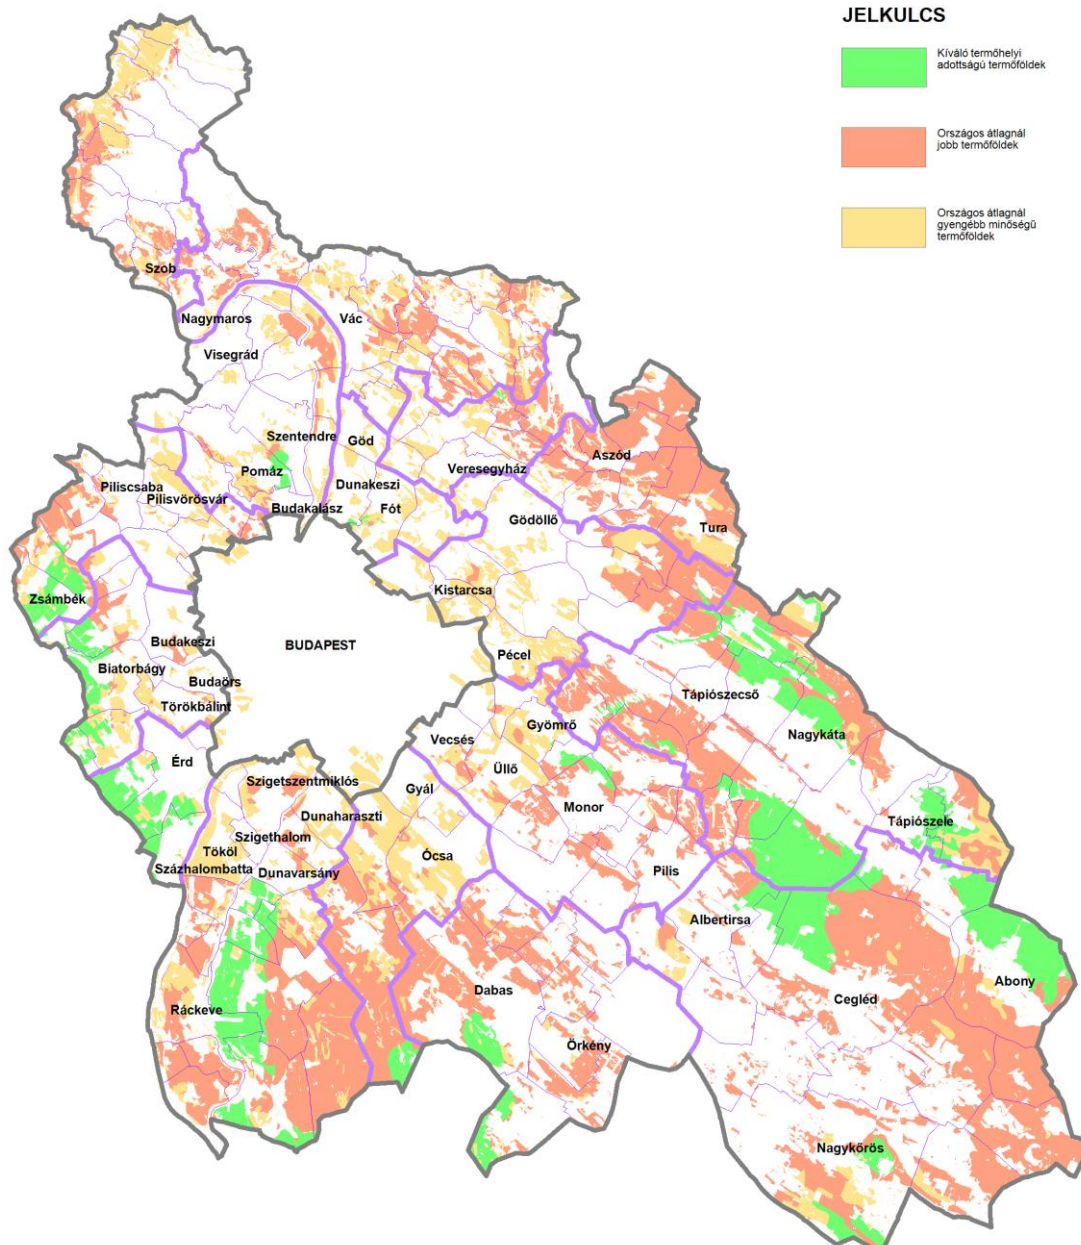 JELKULCS
Kíváló termőhelyi
adottságú termőföldek
Országos átlagnál
jobb termőföldek
Országos átlagnál
gyengébb minőségű
termőföldek
Szob
Nagymaros
Vác
Visegrád
Szentendre
Göd
Aszód
Pomáz
Veresegyház
Piliscsaba
Dunakeszi
Pilisvörösvár
Budakalász
Fót
Gödöllő
Tura
Kistarcsa
Zsámbék
Budakeszi
BUDAPEST
Pécel
Biatorbágy
Budaörs
Tápiószecső
Törökbálint
Gyömrő
Nagykáta
Vecsés
Érd
Üllő
Szigetszentmiklós
Gyál
Monor
Dunaharaszti
Tápiószele
Szigethalom
Tököl
Ócsa
Százhalombatta
Dunavarsány
Pilis
Albertirsa
Abony
Dabas
Cegléd
Ráckeve
Örkény
Nagykőrös